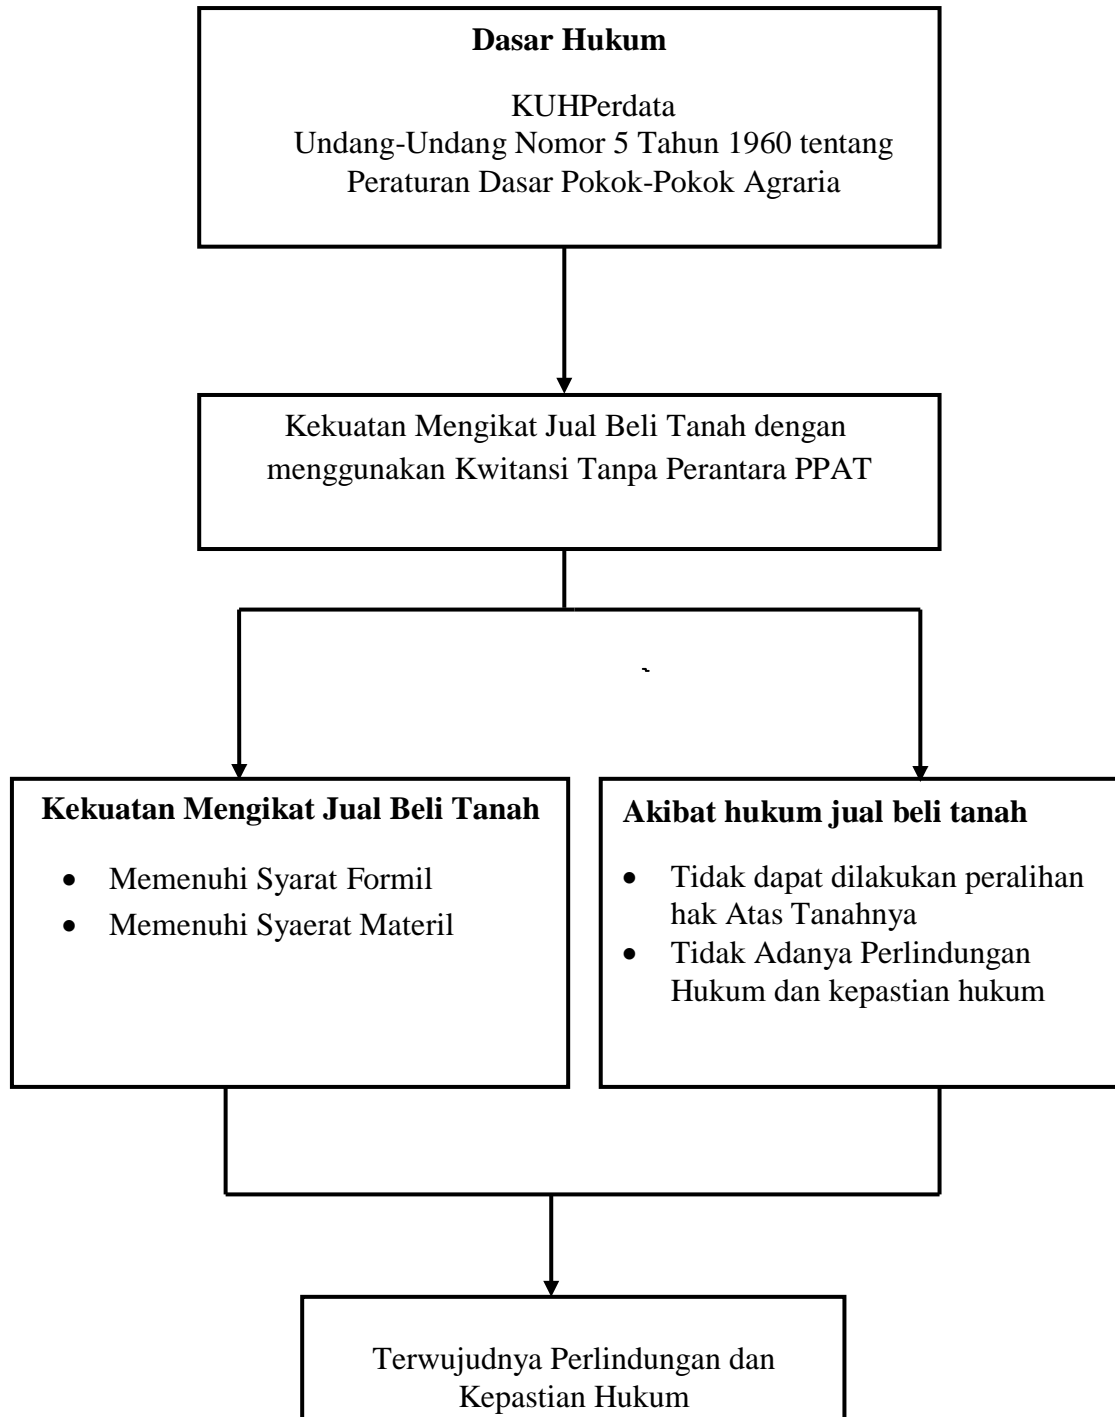 Dasar Hukum
KUHPerdata
Undang-Undang Nomor 5 Tahun 1960 tentang
Peraturan Dasar Pokok-Pokok Agraria
Kekuatan Mengikat Jual Beli Tanah dengan
menggunakan Kwitansi Tanpa Perantara PPAT
Kekuatan Mengikat Jual Beli Tanah
• Memenuhi Syarat Formil
• Memenuhi Syaerat Materil
Akibat hukum jual beli tanah
• Tidak dapat dilakukan peralihan
hak Atas Tanahnya
• Tidak Adanya Perlindungan
Hukum dan kepastian hukum
Terwujudnya Perlindungan dan
Kepastian Hukum